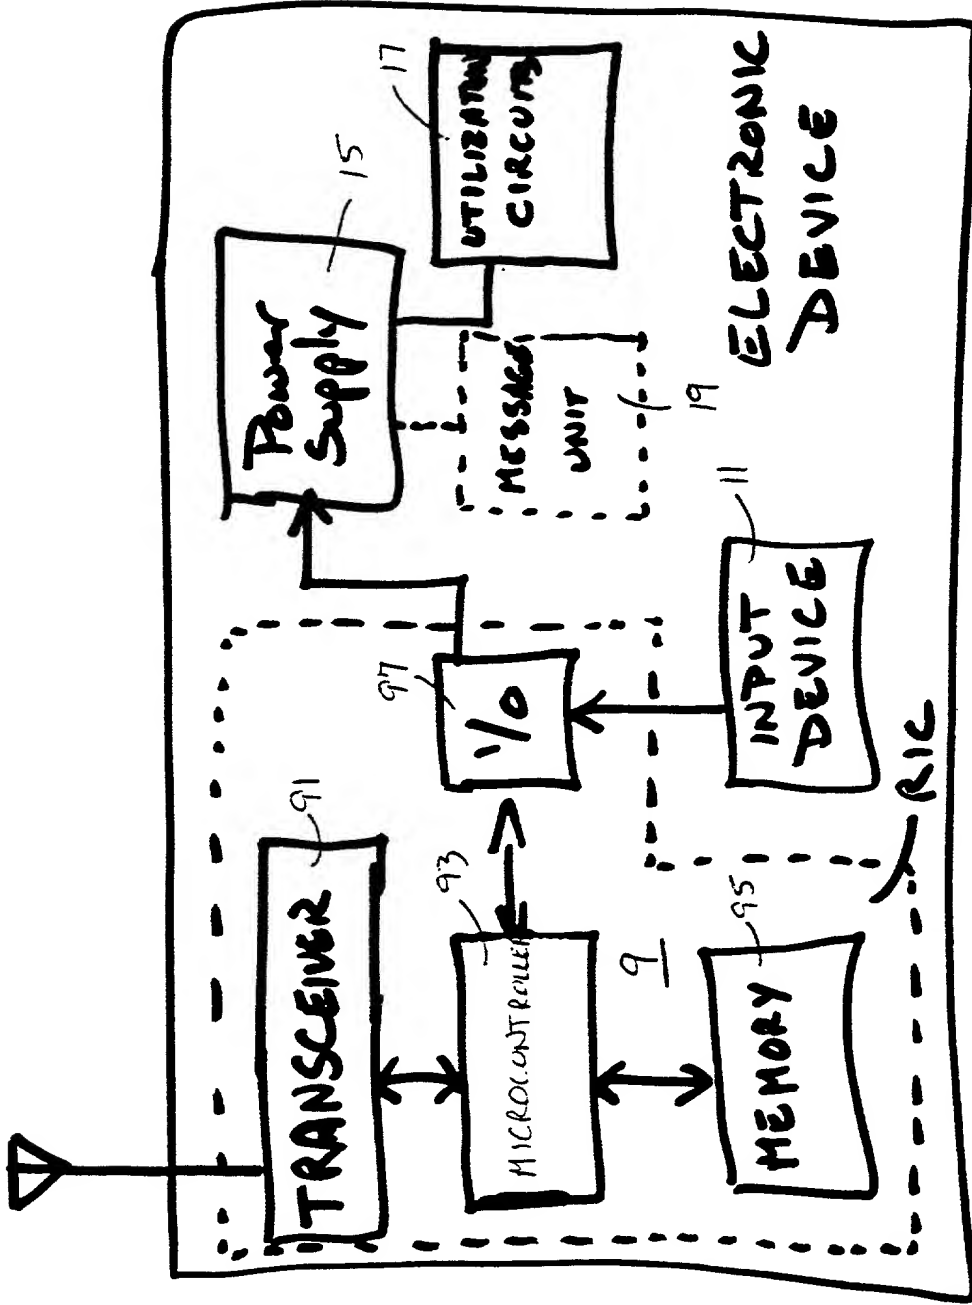 TRANSCEIVER
91
MICROCONTROLLER
93
9
MEMORY
95
I/O
97
RIC
INPUT
DEVICE
11
Power
Supply
15
MESSAGE
UNIT
19
UTILIZATION
CIRCUITS
17
ELECTRONIC
DEVICE